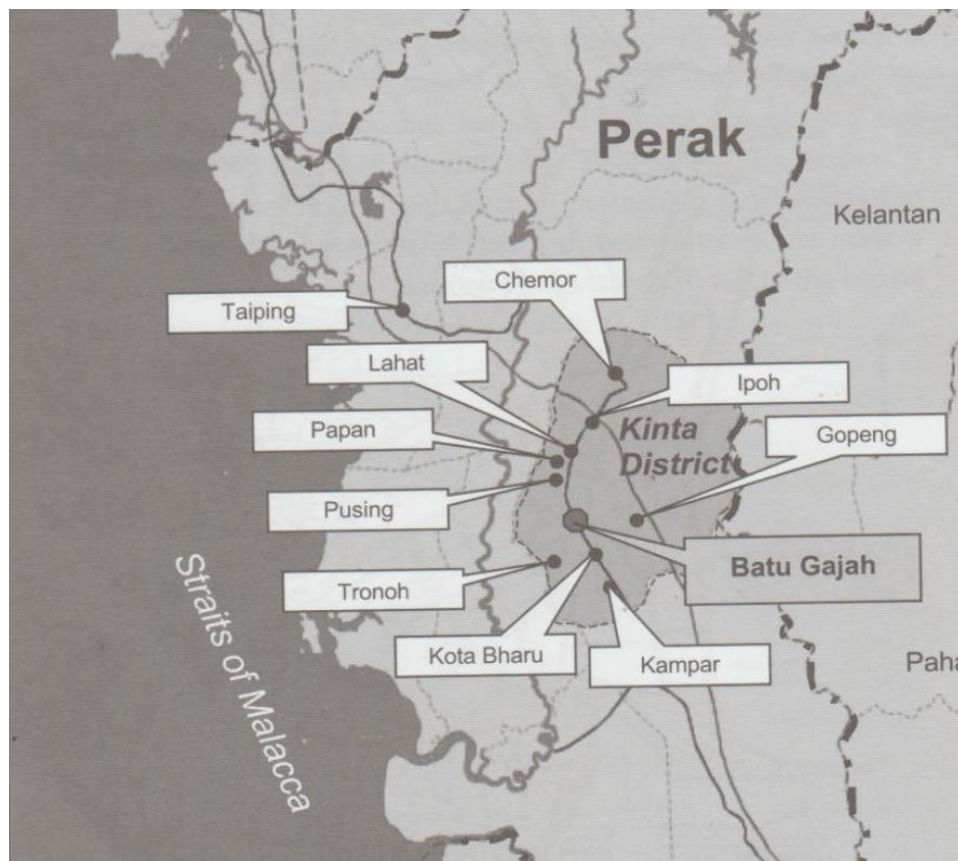 Perak
Kelantan
Chemor
Taiping
Lahat
Ipoh
Papan
Kinta
District
Gopeng
Pusing
Batu Gajah
Tronoh
Kota Bharu
Kampar
Paha
Straits of Malacca